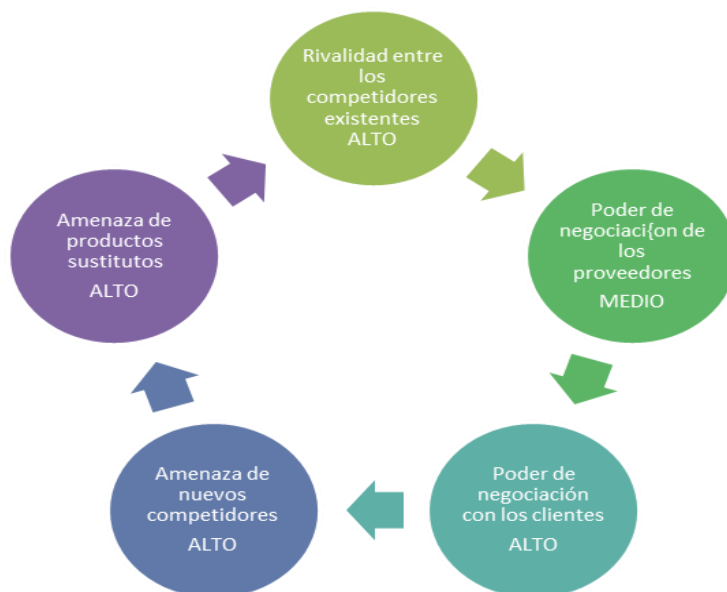 Rivalidad entre
los
competidores
existentes
ALTO
Poder de
negociaci{on de
los
proveedores
MEDIO
Poder de
negociación
con los clientes
ALTO
Amenaza de
nuevos
competidores
ALTO
Amenaza de
productos
sustitutos
ALTO